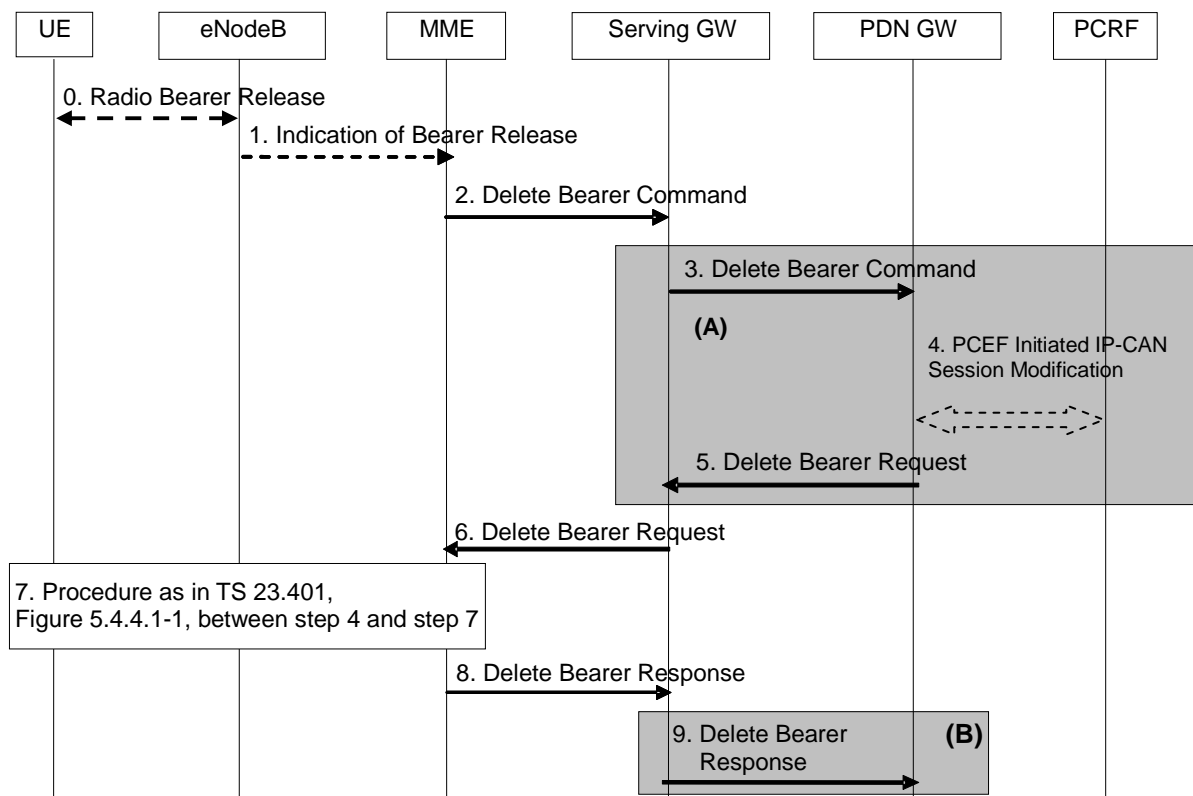 UE
eNodeB
MME
Serving GW
PDN GW
PCRF
0. Radio Bearer Release
1. Indication of Bearer Release
2. Delete Bearer Command
3. Delete Bearer Command
(A)
4. PCEF Initiated IP-CAN
Session Modification
5. Delete Bearer Request
6. Delete Bearer Request
7. Procedure as in TS 23.401,
Figure 5.4.4.1-1, between step 4 and step 7
8. Delete Bearer Response
9. Delete Bearer
Response
(B)